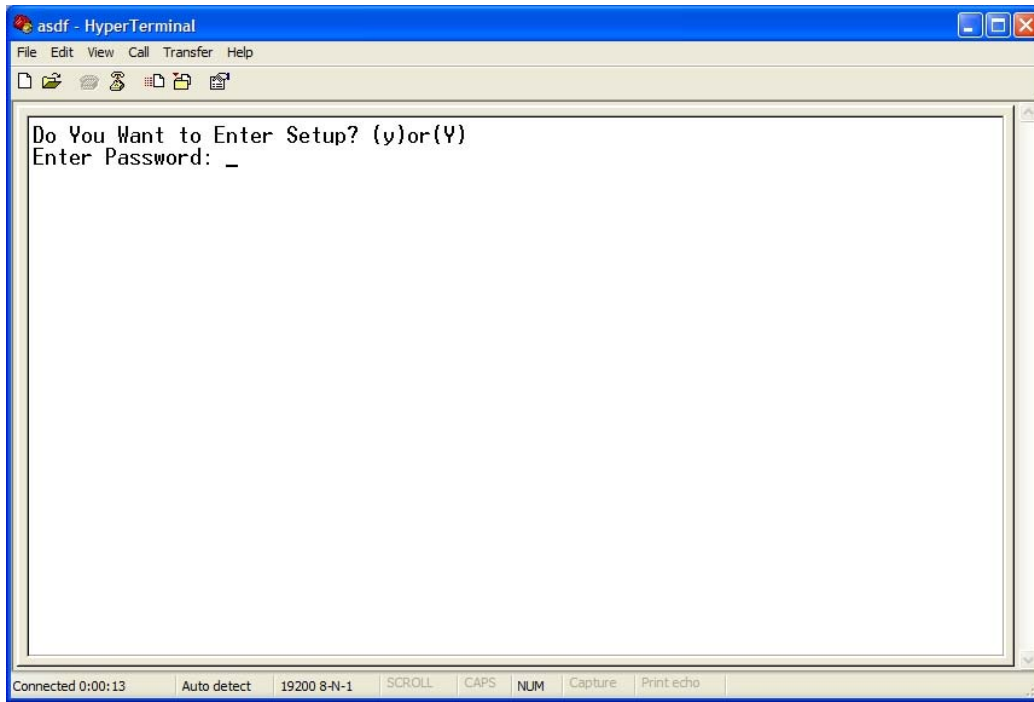 asdf - HyperTerminal
File Edit View Call Transfer Help
Do You Want to Enter Setup? (y)or(Y)
Enter Password: _
Connected 0:00:13 Auto detect 19200 8-N-1 SCROLL CAPS NUM Capture Print echo